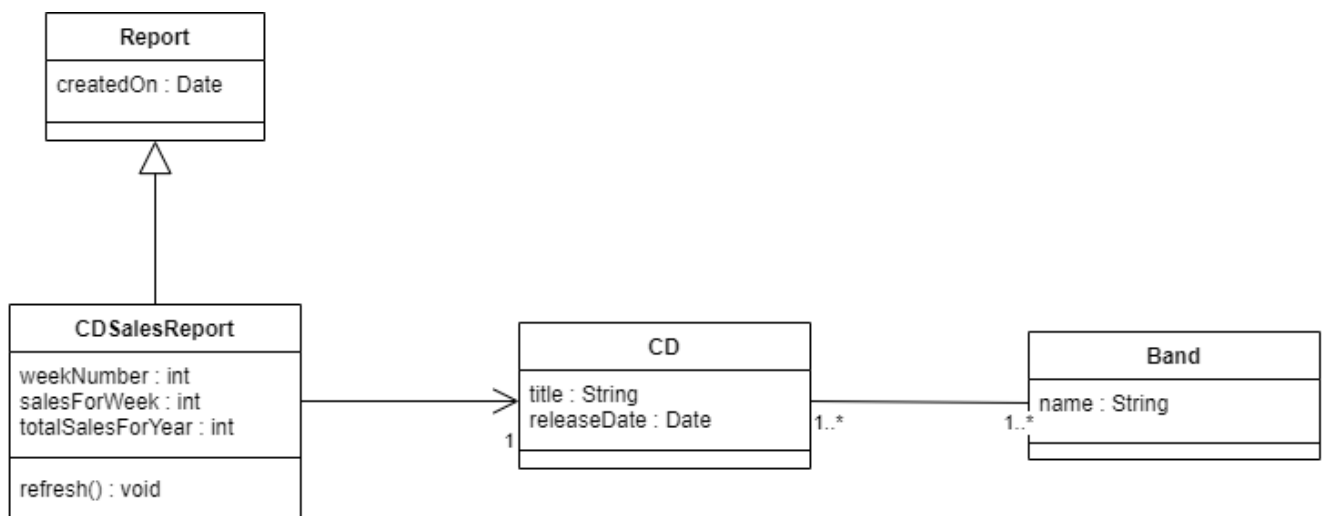 Report
createdOn : Date
CDSalesReport
weekNumber : int
salesForWeek : int
totalSalesForYear : int
refresh() : void
1
CD
title : String
releaseDate : Date
1..*
1..*
Band
name : String